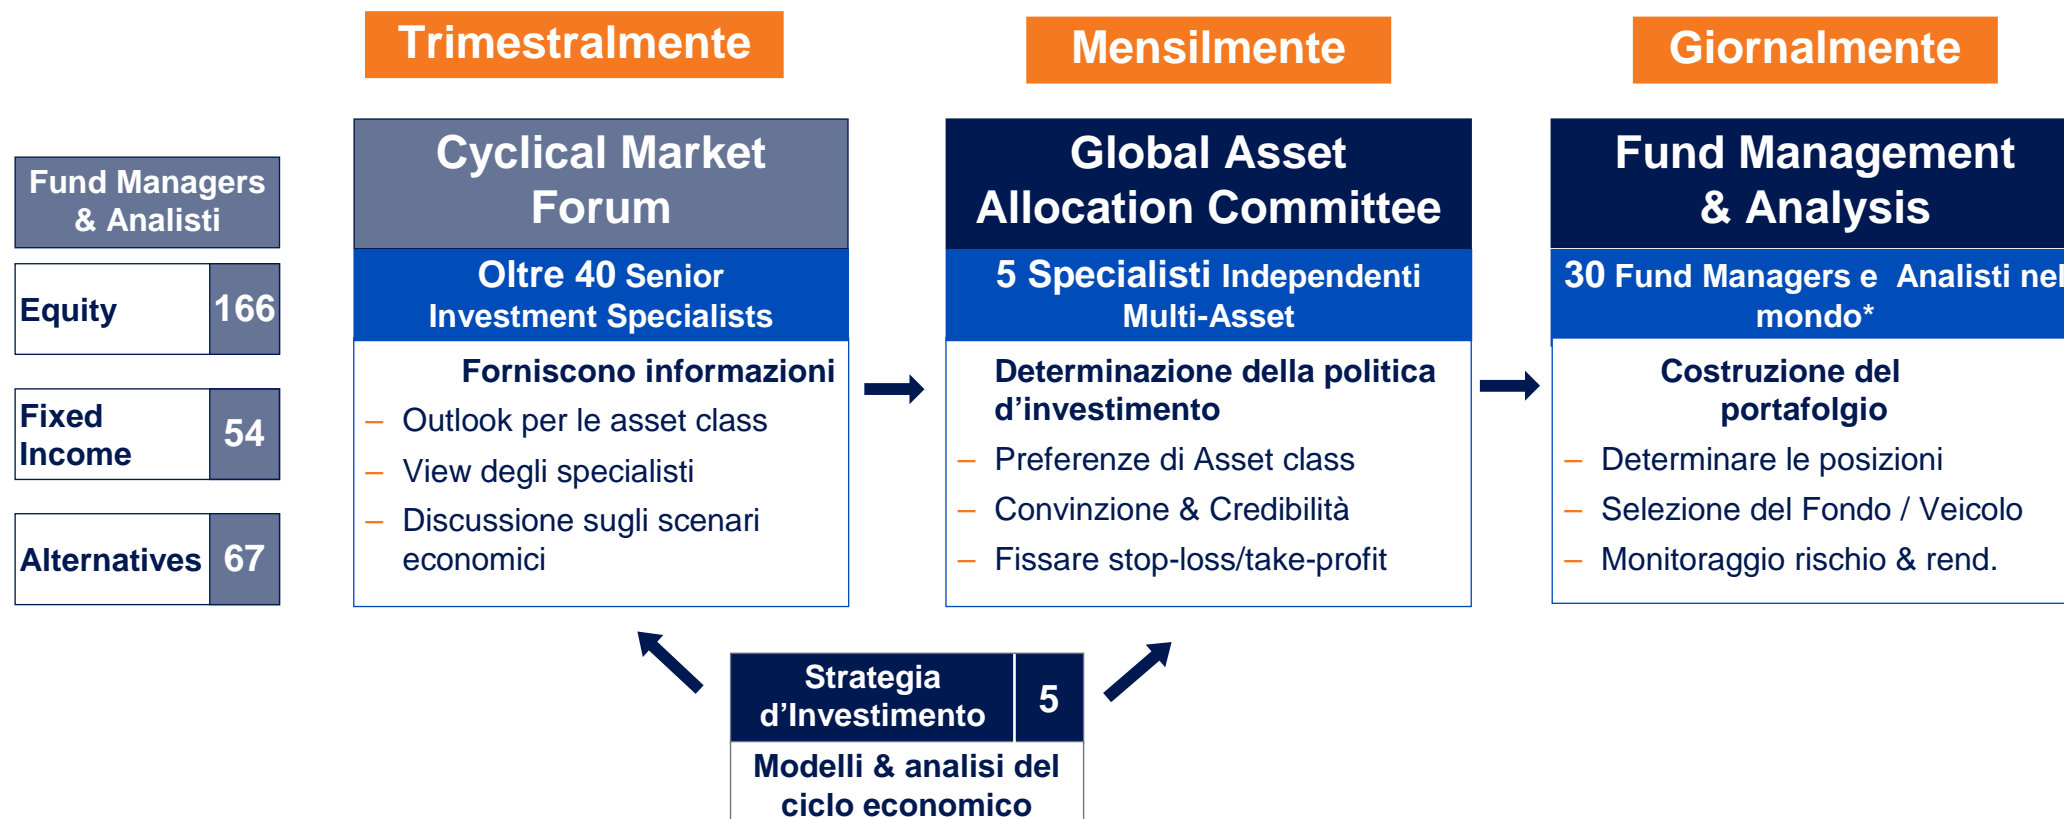 Trimestralmente
Mensilmente
Giornalmente
Fund Managers
& Analisti
Equity 166
Fixed
Income
54
Alternatives 67
Cyclical Market
Forum
Oltre 40 Senior
Investment Specialists
Forniscono informazioni
– Outlook per le asset class
– View degli specialisti
– Discussione sugli scenari
economici
Global Asset
Allocation Committee
5 Specialisti Independenti
Multi-Asset
Determinazione della politica
d’investimento
– Preferenze di Asset class
– Convinzione & Credibilità
– Fissare stop-loss/take-profit
Fund Management
& Analysis
30 Fund Managers e Analisti nel
mondo*
Costruzione del
portafolgio
– Determinare le posizioni
– Selezione del Fondo / Veicolo
– Monitoraggio rischio & rend.
Strategia
d’Investimento
5
Modelli & analisi del
ciclo economico